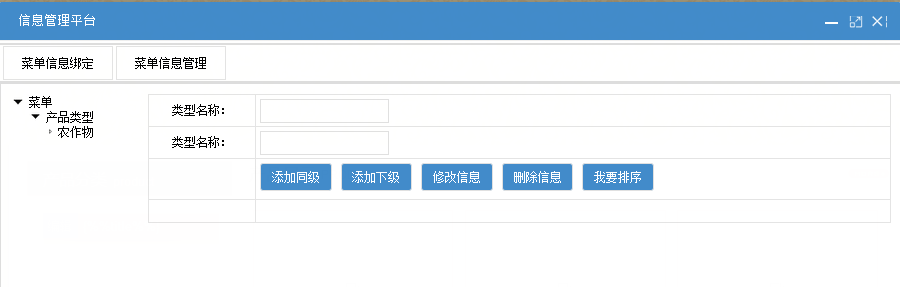 信息管理平台
菜单信息绑定 菜单信息管理
菜单
产品类型
农作物
类型名称：
类型名称：
添加同级 添加下级 修改信息 删除信息 我要排序